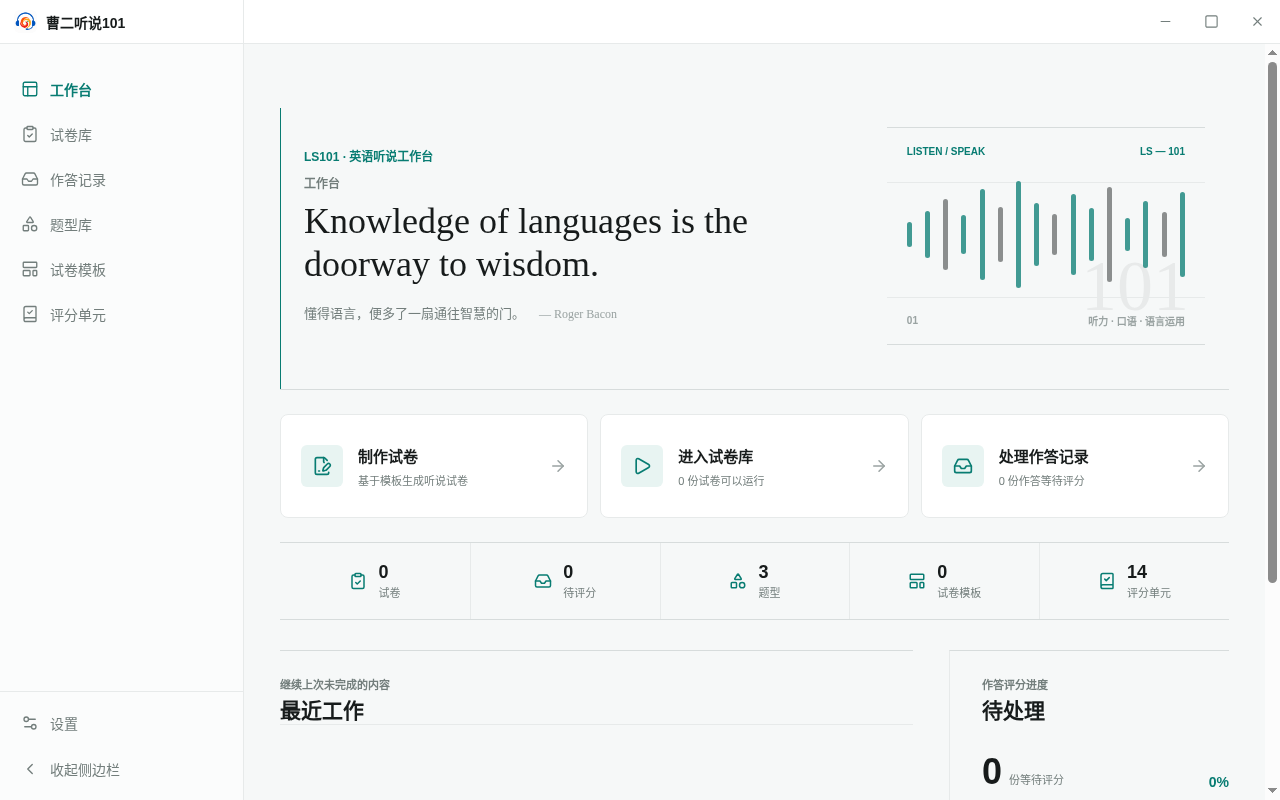 曹二听说101
工作台
试卷库
作答记录
题型库
试卷模板
评分单元
设置
收起侧边栏
LS101 · 英语听说工作台
工作台
Knowledge of languages is the
doorway to wisdom.
懂得语言，便多了一扇通往智慧的门。 — Roger Bacon
LISTEN / SPEAK LS — 101
101
01 听力 · 口语 · 语言运用
制作试卷
基于模板生成听说试卷
进入试卷库
0 份试卷可以运行
处理作答记录
0 份作答等待评分
0
试卷
0
待评分
3
题型
0
试卷模板
14
评分单元
继续上次未完成的内容
最近工作
作答评分进度
待处理
0 份等待评分 0%